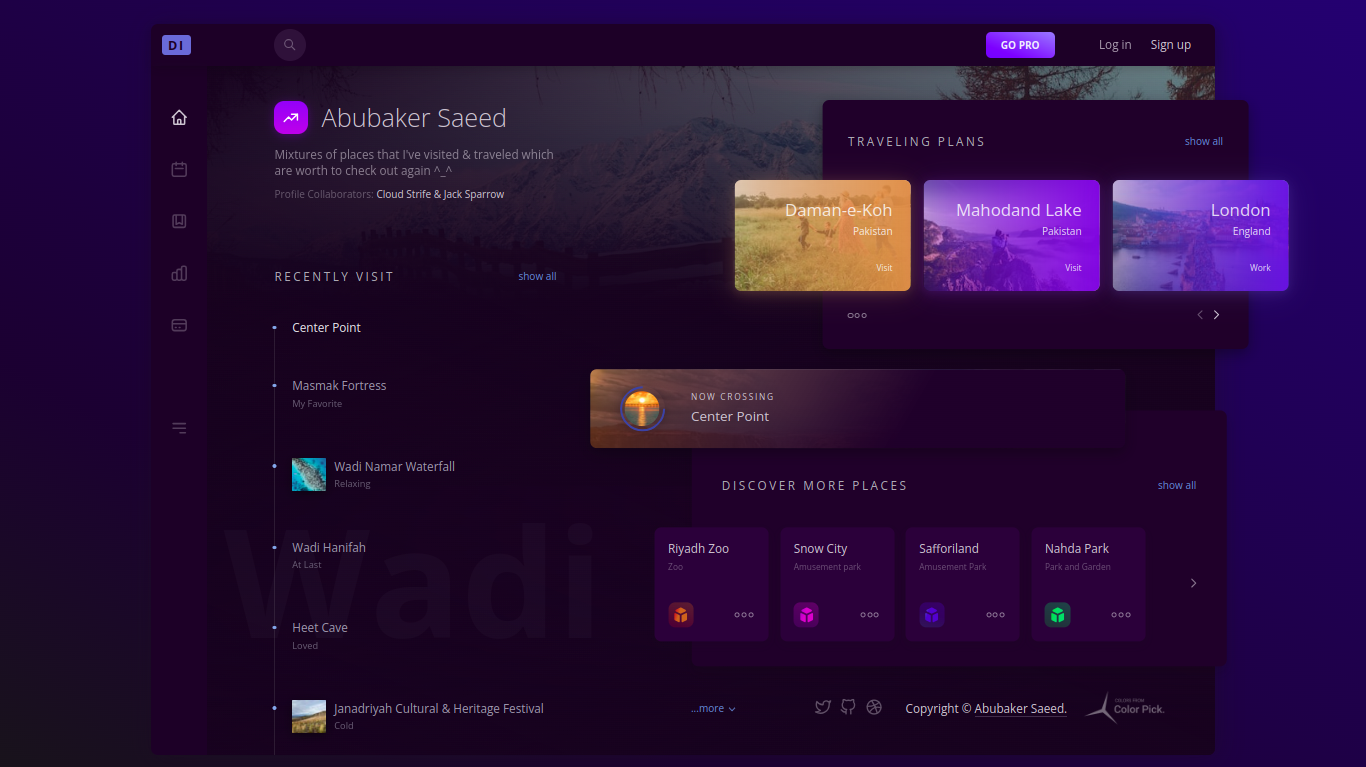 DI
GO PRO
Log in
Sign up
Abubaker Saeed
Mixtures of places that I've visited & traveled which
are worth to check out again ^_^
Profile Collaborators: Cloud Strife & Jack Sparrow
RECENTLY VISIT
show all
Center Point
Masmak Fortress
My Favorite
Wadi Namar Waterfall
Relaxing
Wadi
Wadi Hanifah
At Last
Heet Cave
Loved
Janadriyah Cultural & Heritage Festival
Cold
TRAVELING PLANS
show all
Daman-e-Koh
Pakistan
Visit
Mahodand Lake
Pakistan
Visit
London
England
Work
NOW CROSSING
Center Point
DISCOVER MORE PLACES
show all
Riyadh Zoo
Zoo
Snow City
Amusement park
Safforiland
Amusement Park
Nahda Park
Park and Garden
...more
Copyright © Abubaker Saeed.
COLORS FROM
Color Pick.